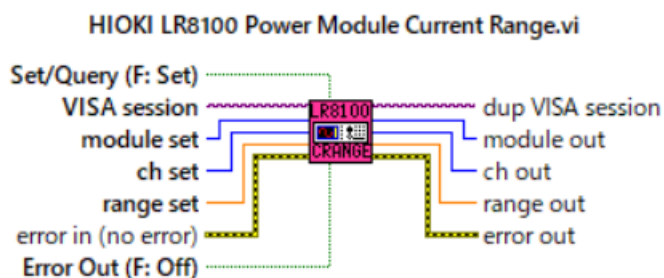 HIOKI LR8100 Power Module Current Range.vi
Set/Query (F: Set)
VISA session
module set
ch set
range set
error in (no error)
Error Out (F: Off)
LR8100
CRANGE
dup VISA session
module out
ch out
range out
error out